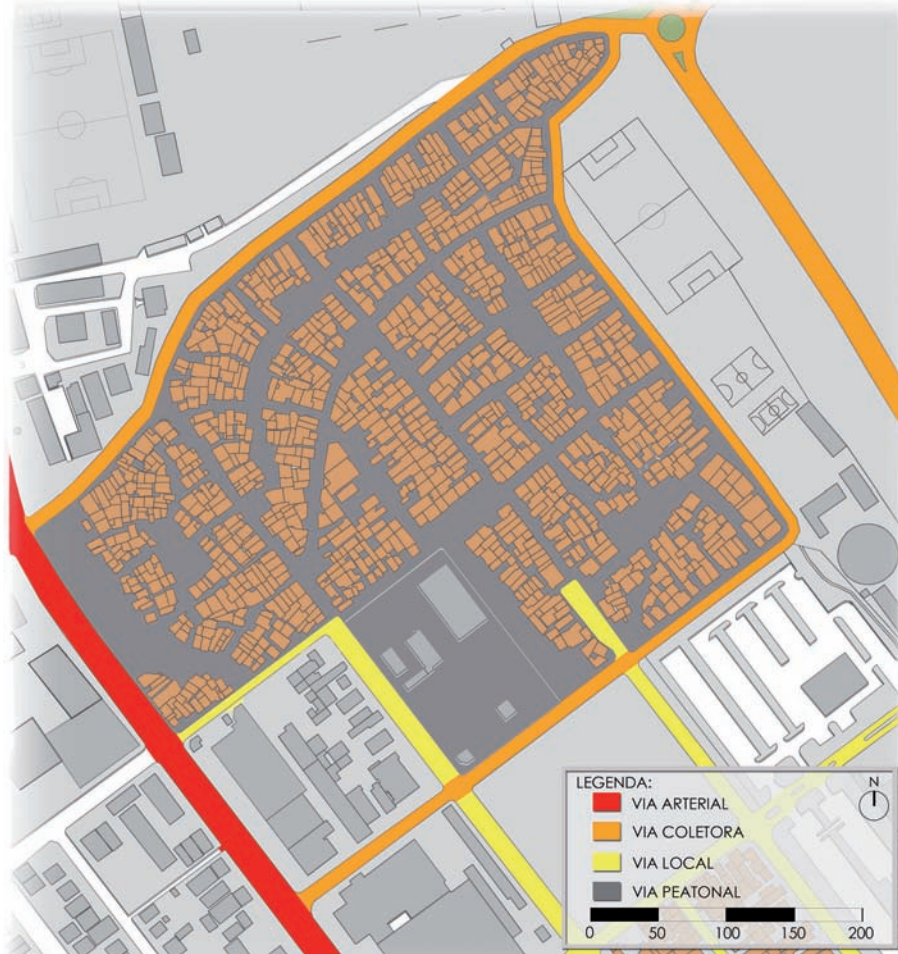 LEGENDA:
N
VIA ARTERIAL
VIA COLETORA
VIA LOCAL
VIA PEATONAL
0 50 100 150 200